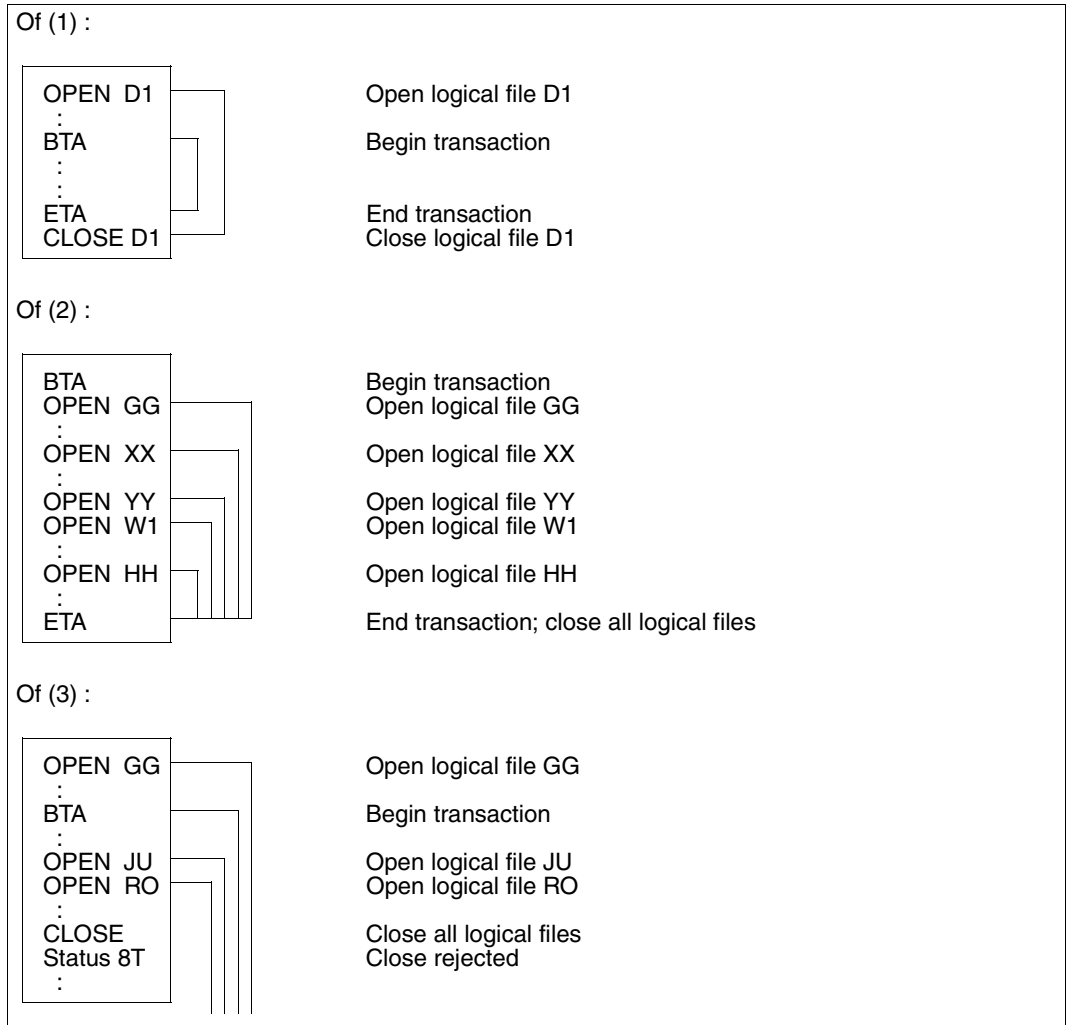 Of (1) :
OPEN D1 Open logical file D1
:
BTA Begin transaction
:
:
ETA End transaction
CLOSE D1 Close logical file D1
Of (2) :
BTA Begin transaction
OPEN GG Open logical file GG
:
OPEN XX Open logical file XX
:
OPEN YY Open logical file YY
OPEN W1 Open logical file W1
:
OPEN HH Open logical file HH
:
ETA End transaction; close all logical files
Of (3) :
OPEN GG Open logical file GG
:
BTA Begin transaction
:
OPEN JU Open logical file JU
OPEN RO Open logical file RO
:
CLOSE Close all logical files
Status 8T Close rejected
: